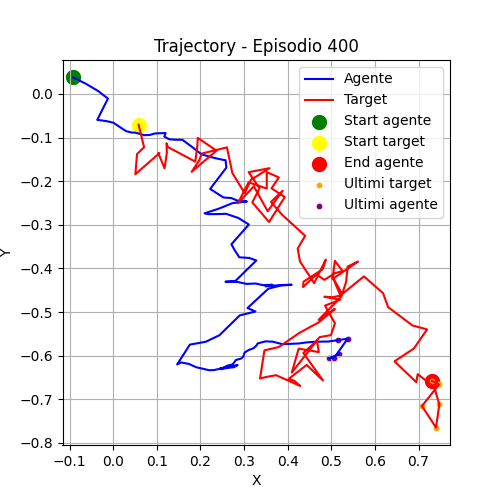 Trajectory - Episodio 400
Agente
Target
Start agente
Start target
End agente
Ultimi target
Ultimi agente
Y
0.0
−0.1
−0.2
−0.3
−0.4
−0.5
−0.6
−0.7
−0.8
−0.1 0.0 0.1 0.2 0.3 0.4 0.5 0.6 0.7
X